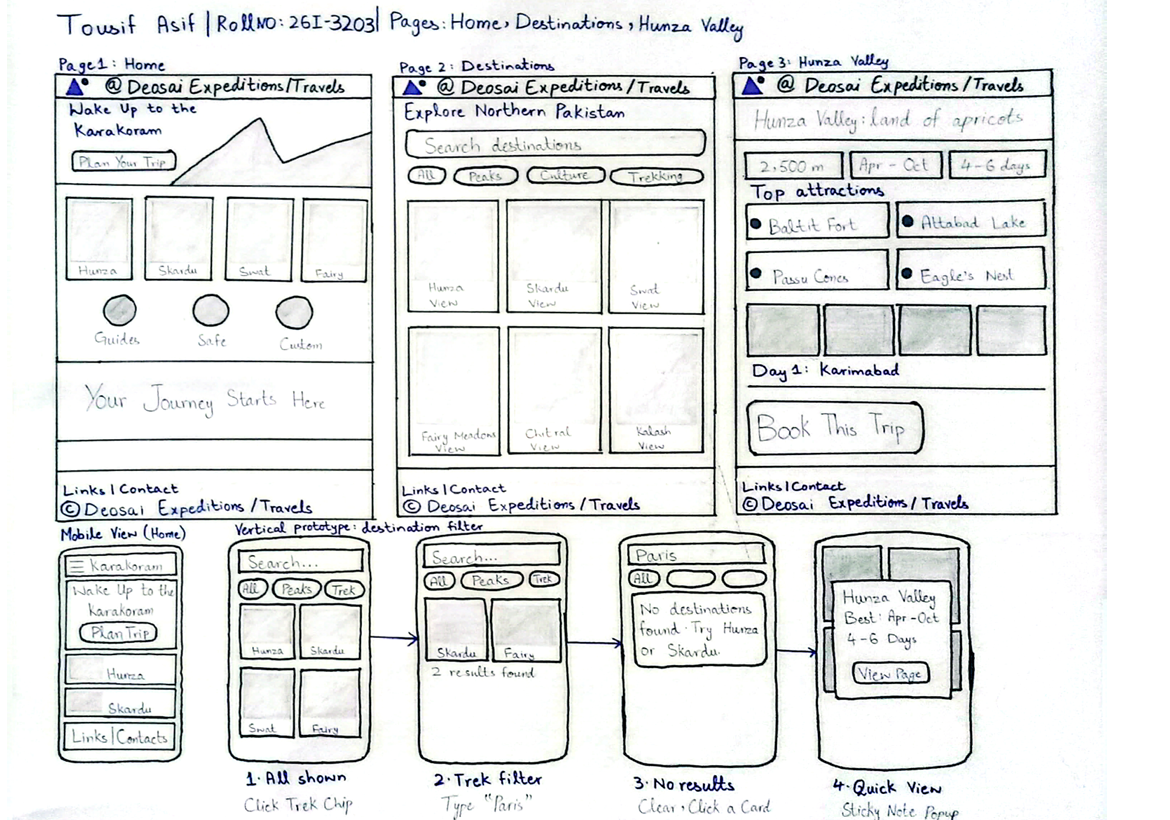 Tousif Asif | RollNO: 26I-3203| Pages: Home, Destinations, Hunza Valley
Page 1: Home
@ Deosai Expeditions/Travels
Wake Up to the
Karakoram
Plan Your Trip
Hunza
Skardu
Swat
Fairy
Guides
Safe
Custom
Your Journey Starts Here
Links | Contact
© Deosai Expeditions / Travels
Page 2: Destinations
@ Deosai Expeditions/Travels
Explore Northern Pakistan
Search destinations
All
Peaks
Culture
Trekking
Hunza
View
Skardu
View
Swat
View
Fairy Meadows
View
Chitral
View
Kalash
View
Links | Contact
© Deosai Expeditions / Travels
Page 3: Hunza Valley
@ Deosai Expeditions/Travels
Hunza Valley: land of apricots
2,500 m
Apr - Oct
4-6 days
Top attractions
Baltit Fort
Attabad Lake
Passu Cones
Eagle's Nest
Day 1: Karimabad
Book This Trip
Links | Contact
© Deosai Expeditions / Travels
Mobile View (Home)
Karakoram
Wake Up to the
Karakoram
Plan Trip
Hunza
Skardu
Links | Contacts
Vertical prototype: destination filter
Search...
All
Peaks
Trek
Hunza
Skardu
Swat
Fairy
1. All shown
Click Trek Chip
Search...
All
Peaks
Trek
Skardu
Fairy
2 results found
2. Trek filter
Type "Paris"
Paris
All
No destinations
found. Try Hunza
or Skardu.
3. No results
Clear, Click a Card
Hunza Valley
Best: Apr-Oct
4-6 Days
View Page
4. Quick View
Sticky Note Popup